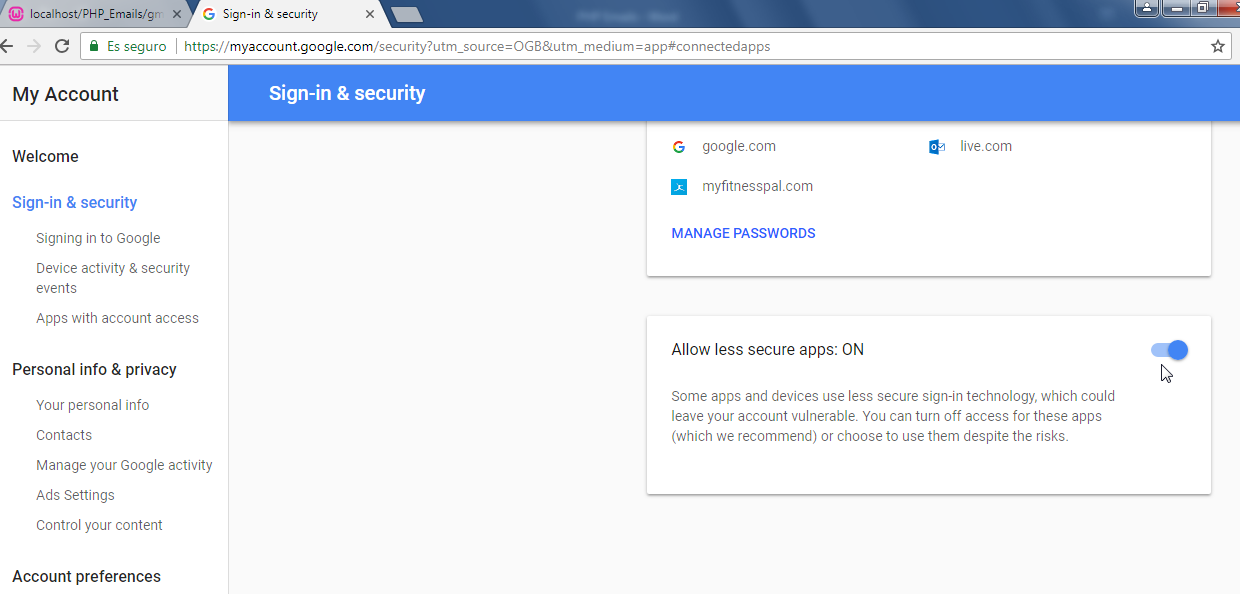 localhost/PHP_Emails/gm
Sign-in & security
Es seguro
https://myaccount.google.com/security?utm_source=OGB&utm_medium=app#connectedapps
My Account
Sign-in & security
Welcome
Sign-in & security
Signing in to Google
Device activity & security
events
Apps with account access
Personal info & privacy
Your personal info
Contacts
Manage your Google activity
Ads Settings
Control your content
Account preferences
google.com
live.com
myfitnesspal.com
MANAGE PASSWORDS
Allow less secure apps: ON
Some apps and devices use less secure sign-in technology, which could
leave your account vulnerable. You can turn off access for these apps
(which we recommend) or choose to use them despite the risks.